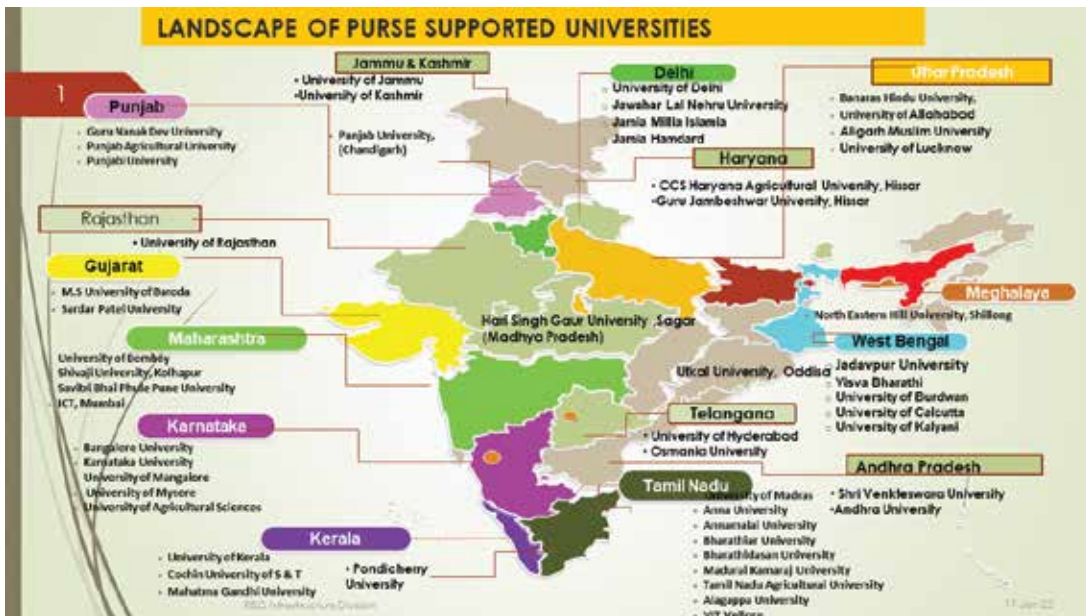 LANDSCAPE OF PURSE SUPPORTED UNIVERSITIES
1
Jammu & Kashmir
• University of Jammu
•University of Kashmir
Punjab
Guru Nanak Dev University
Punjab Agricultural University
Punjabi University
Panjab University,
(Chandigarh)
Delhi
University of Delhi
Jawahar Lal Nehru University
Jamia Millia Islamia
Jamia Hamdard
Uttar Pradesh
Banaras Hindu University,
University of Allahabad
Aligarh Muslim University
University of Lucknow
Haryana
• CCS Haryana Agricultural University, Hissar
•Guru Jambeshwar University, Hissar
Rajasthan
• University of Rajasthan
Gujarat
M.S University of Baroda
Sardar Patel University
Hari Singh Gaur University ,Sagar
(Madhya Pradesh)
Meghalaya
North Eastern Hill University, Shillong
Maharashtra
University of Bombay
Shivaji University, Kolhapur
Savitri Bhai Phule Pune University
ICT, Mumbai
West Bengal
Jadavpur University
Visva Bharathi
University of Burdwan
University of Calcutta
University of Kalyani
Utkal University, Oddisa
Telangana
• University of Hyderabad
• Osmania University
Karnataka
Bangalore University
Karnataka University
University of Mangalore
University of Mysore
University of Agricultural Sciences
Andhra Pradesh
• Shri Venkteswara University
•Andhra University
Tamil Nadu
University of Madras
Anna University
Annamalai University
Bharathiar University
Bharathidasan University
Madurai Kamaraj University
Tamil Nadu Agricultural University
Alagappa University
VIT Vellore
Kerala
University of Kerala
Cochin University of S & T
Mahatma Gandhi University
• Pondicherry
University
R&D Infrastructure Division